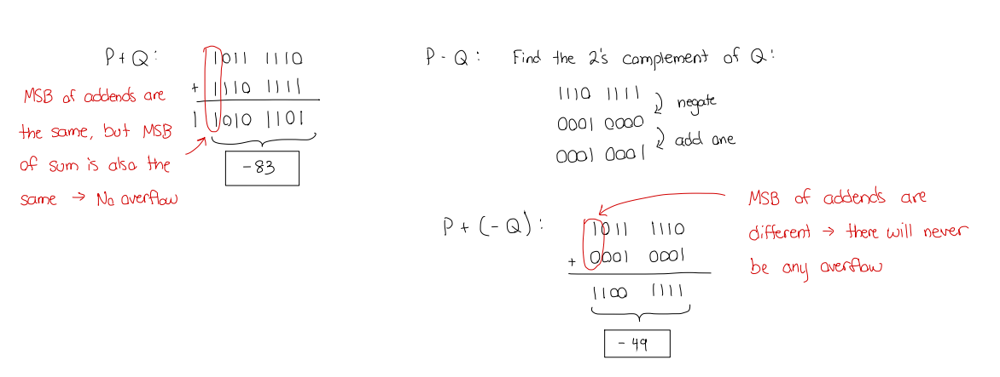 P + Q :
1011 1110
+ 1110 1111
1 1010 1101
-83
MSB of addends are
the same, but MSB
of sum is also the
same → No overflow
P - Q : Find the 2's complement of Q :
1110 1111
negate
0001 0000
add one
0001 0001
P + (- Q) :
1011 1110
+ 0001 0001
1100 1111
- 49
MSB of addends are
different → there will never
be any overflow